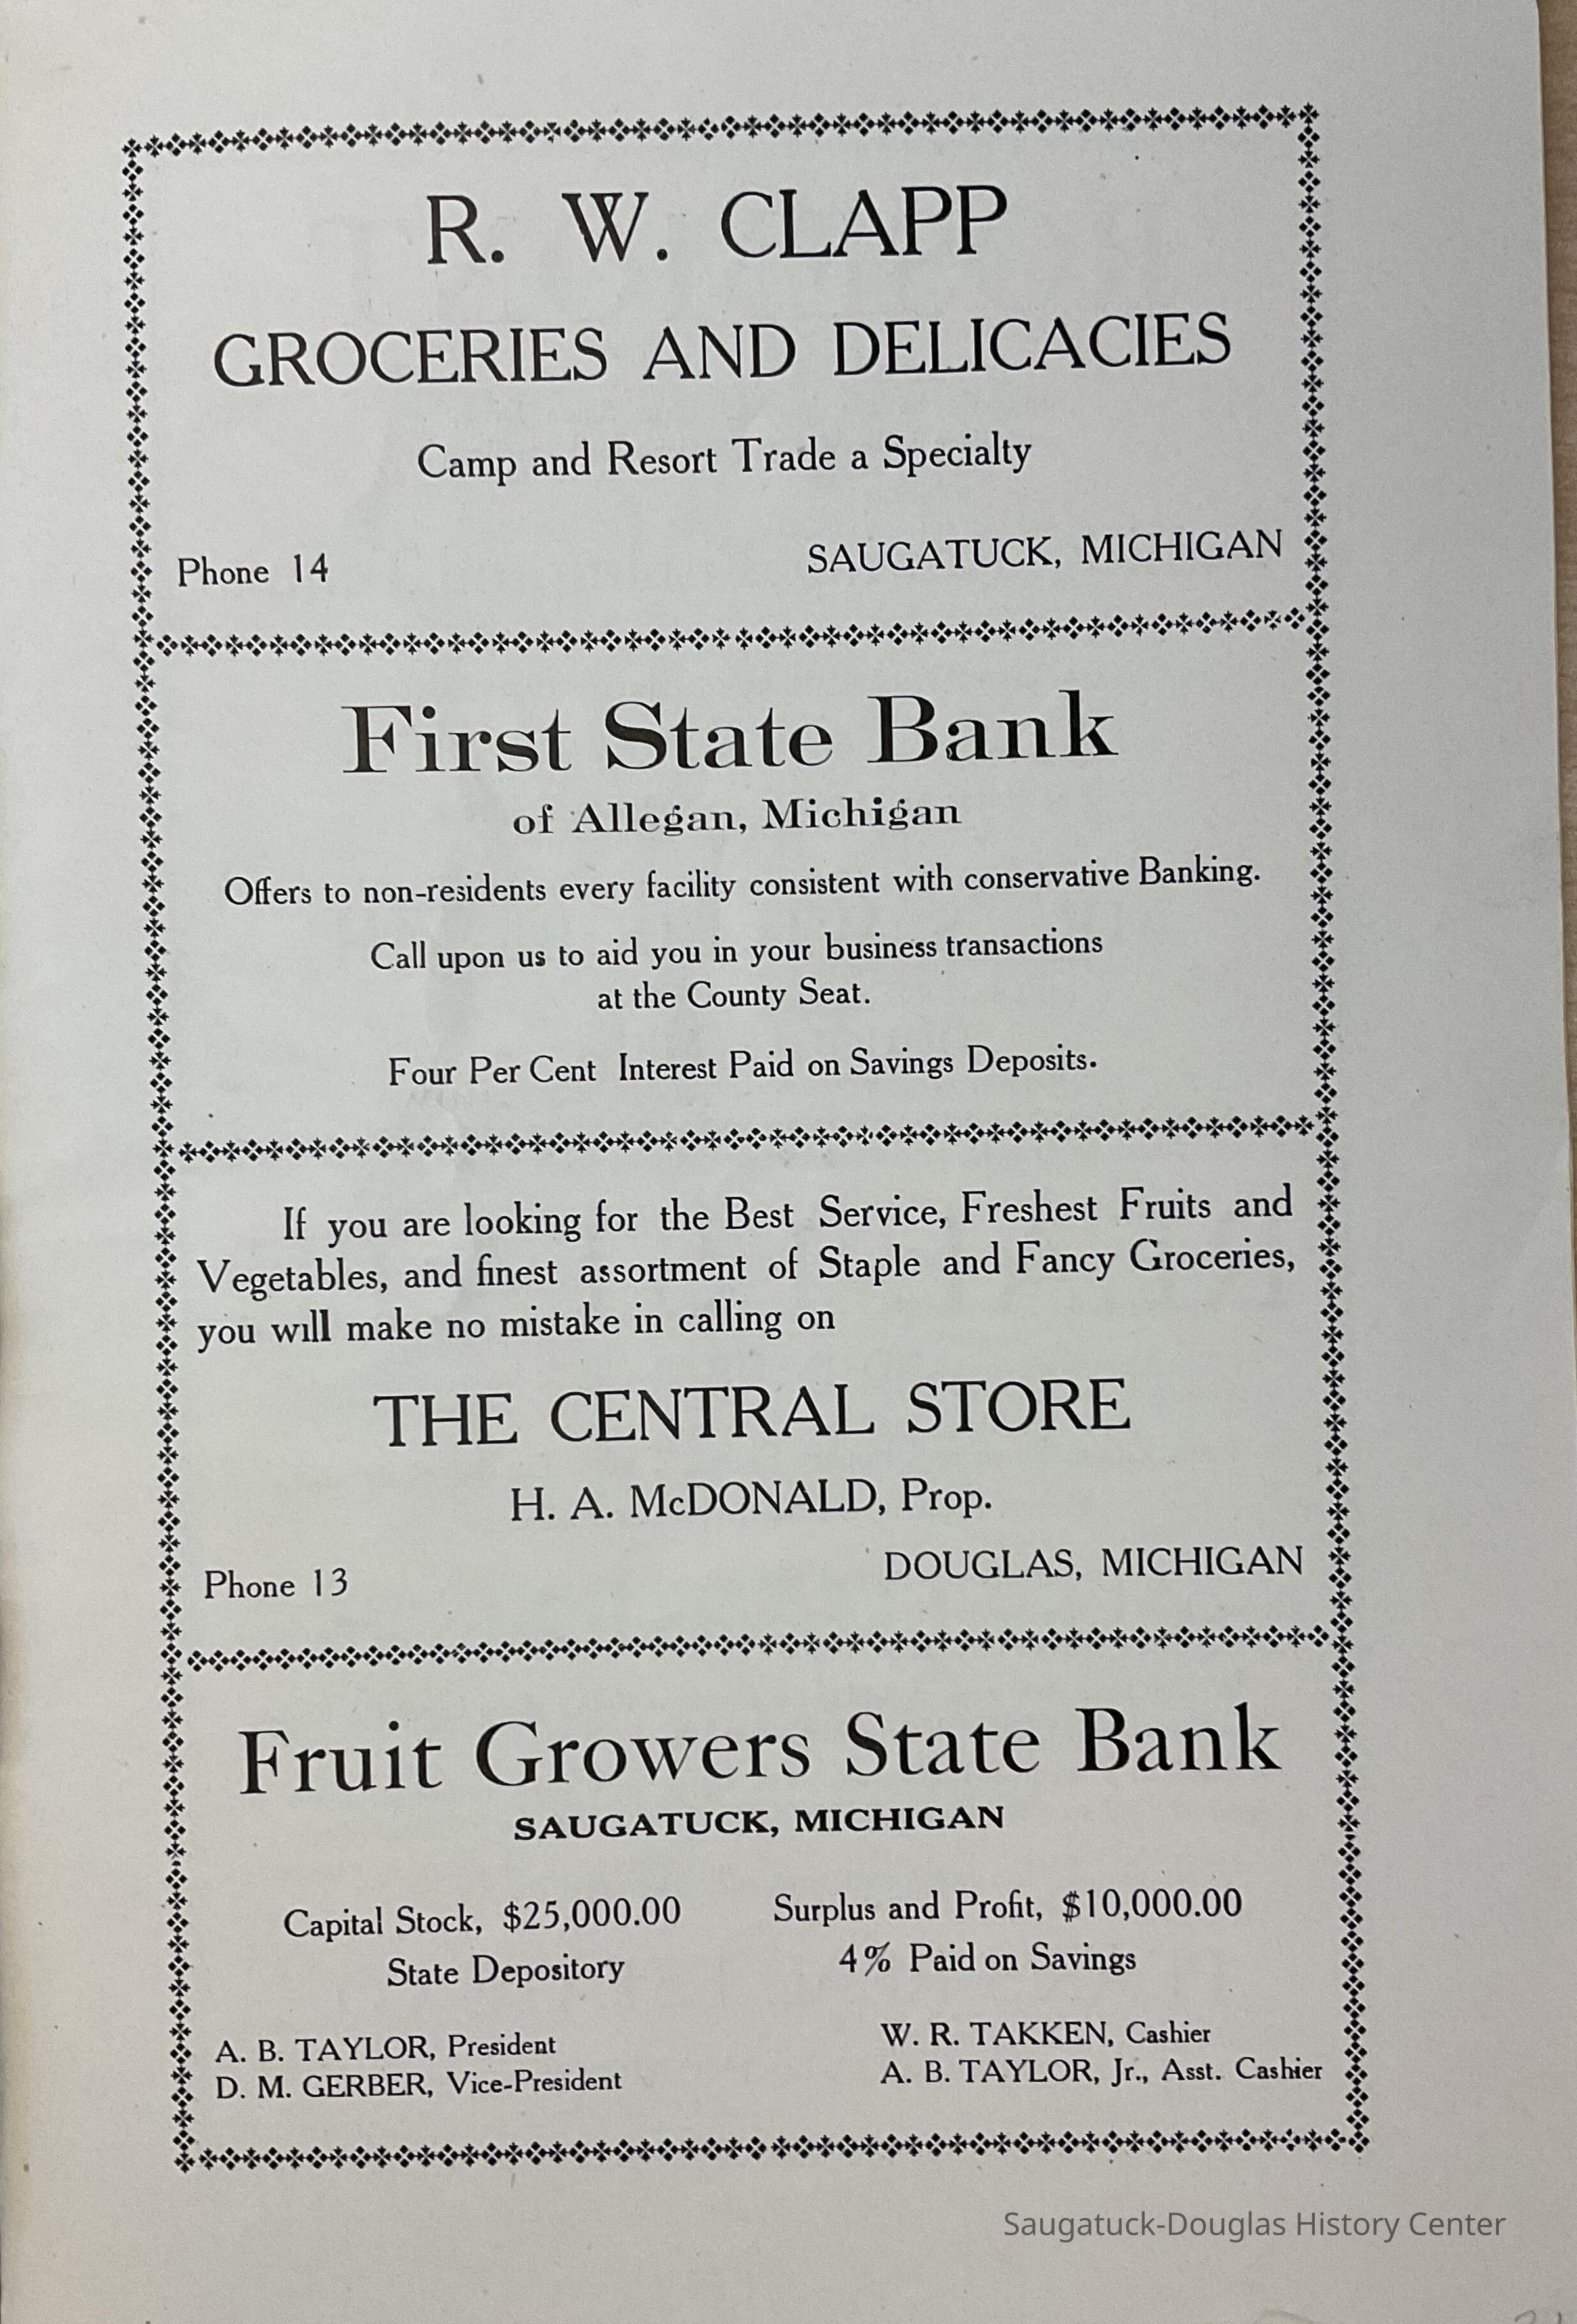 R. W. CLAPP
GROCERIES AND DELICACIES
Camp and Resort Trade a Specialty
Phone 14 SAUGATUCK, MICHIGAN
First State Bank
of Allegan, Michigan
Offers to non-residents every facility consistent with conservative Banking.
Call upon us to aid you in your business transactions
at the County Seat.
Four Per Cent Interest Paid on Savings Deposits.
If you are looking for the Best Service, Freshest Fruits and
Vegetables, and finest assortment of Staple and Fancy Groceries,
you will make no mistake in calling on
THE CENTRAL STORE
H. A. McDONALD, Prop.
Phone 13 DOUGLAS, MICHIGAN
Fruit Growers State Bank
SAUGATUCK, MICHIGAN
Capital Stock, $25,000.00 Surplus and Profit, $10,000.00
State Depository 4% Paid on Savings
A. B. TAYLOR, President W. R. TAKKEN, Cashier
D. M. GERBER, Vice-President A. B. TAYLOR, Jr., Asst. Cashier
Saugatuck-Douglas History Center